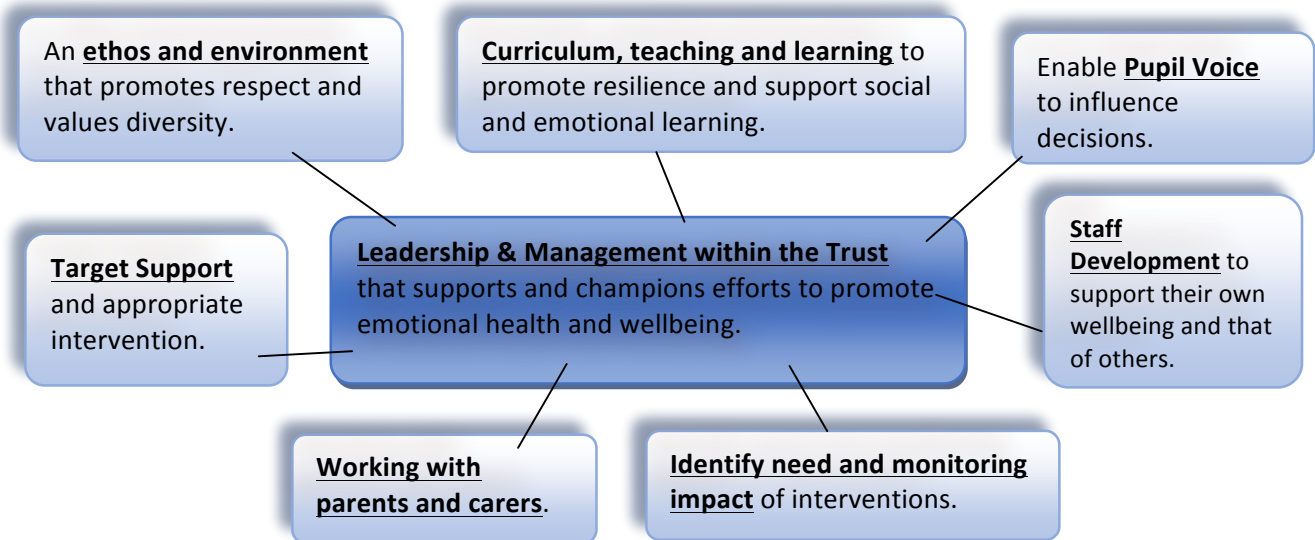 An ethos and environment
that promotes respect and
values diversity.
Curriculum, teaching and learning to
promote resilience and support social
and emotional learning.
Enable Pupil Voice
to influence
decisions.
Target Support
and appropriate
intervention.
Leadership & Management within the Trust
that supports and champions efforts to promote
emotional health and wellbeing.
Staff
Development to
support their own
wellbeing and that
of others.
Working with
parents and carers.
Identify need and monitoring
impact of interventions.